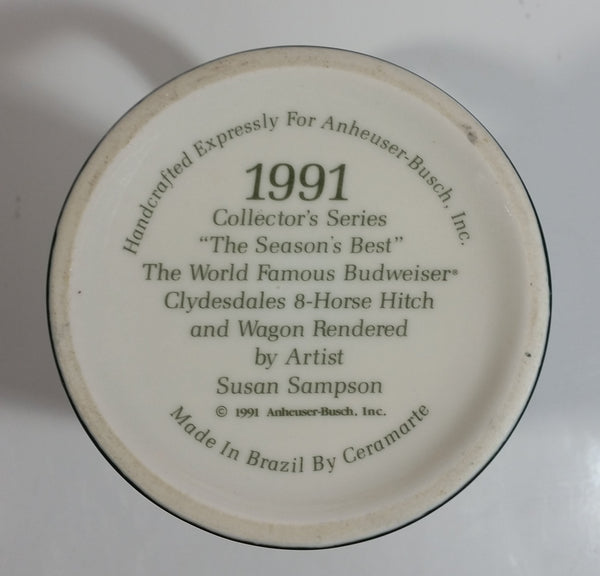 Handcrafted Expressly For Anheuser-Busch, Inc.
1991
Collector's Series
"The Season's Best"
The World Famous Budweiser®
Clydesdales 8-Horse Hitch
and Wagon Rendered
by Artist
Susan Sampson
© 1991 Anheuser-Busch, Inc.
Made In Brazil By Ceramarte